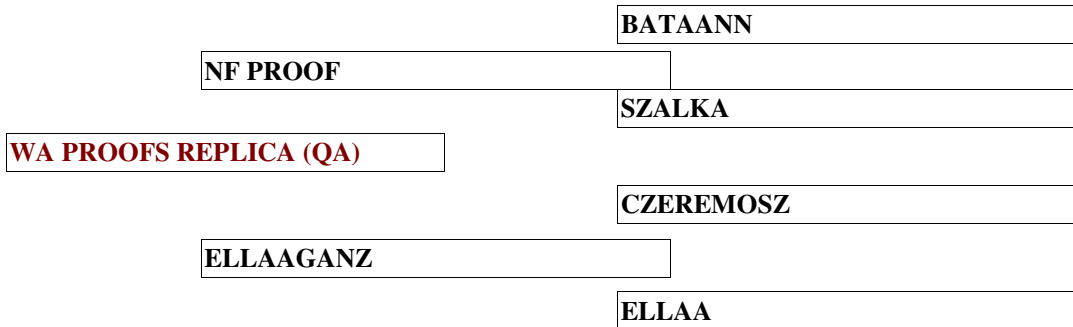 BATAANN
NF PROOF
SZALKA
WA PROOFS REPLICA (QA)
CZEREMOSZ
ELLAAGANZ
ELLAA